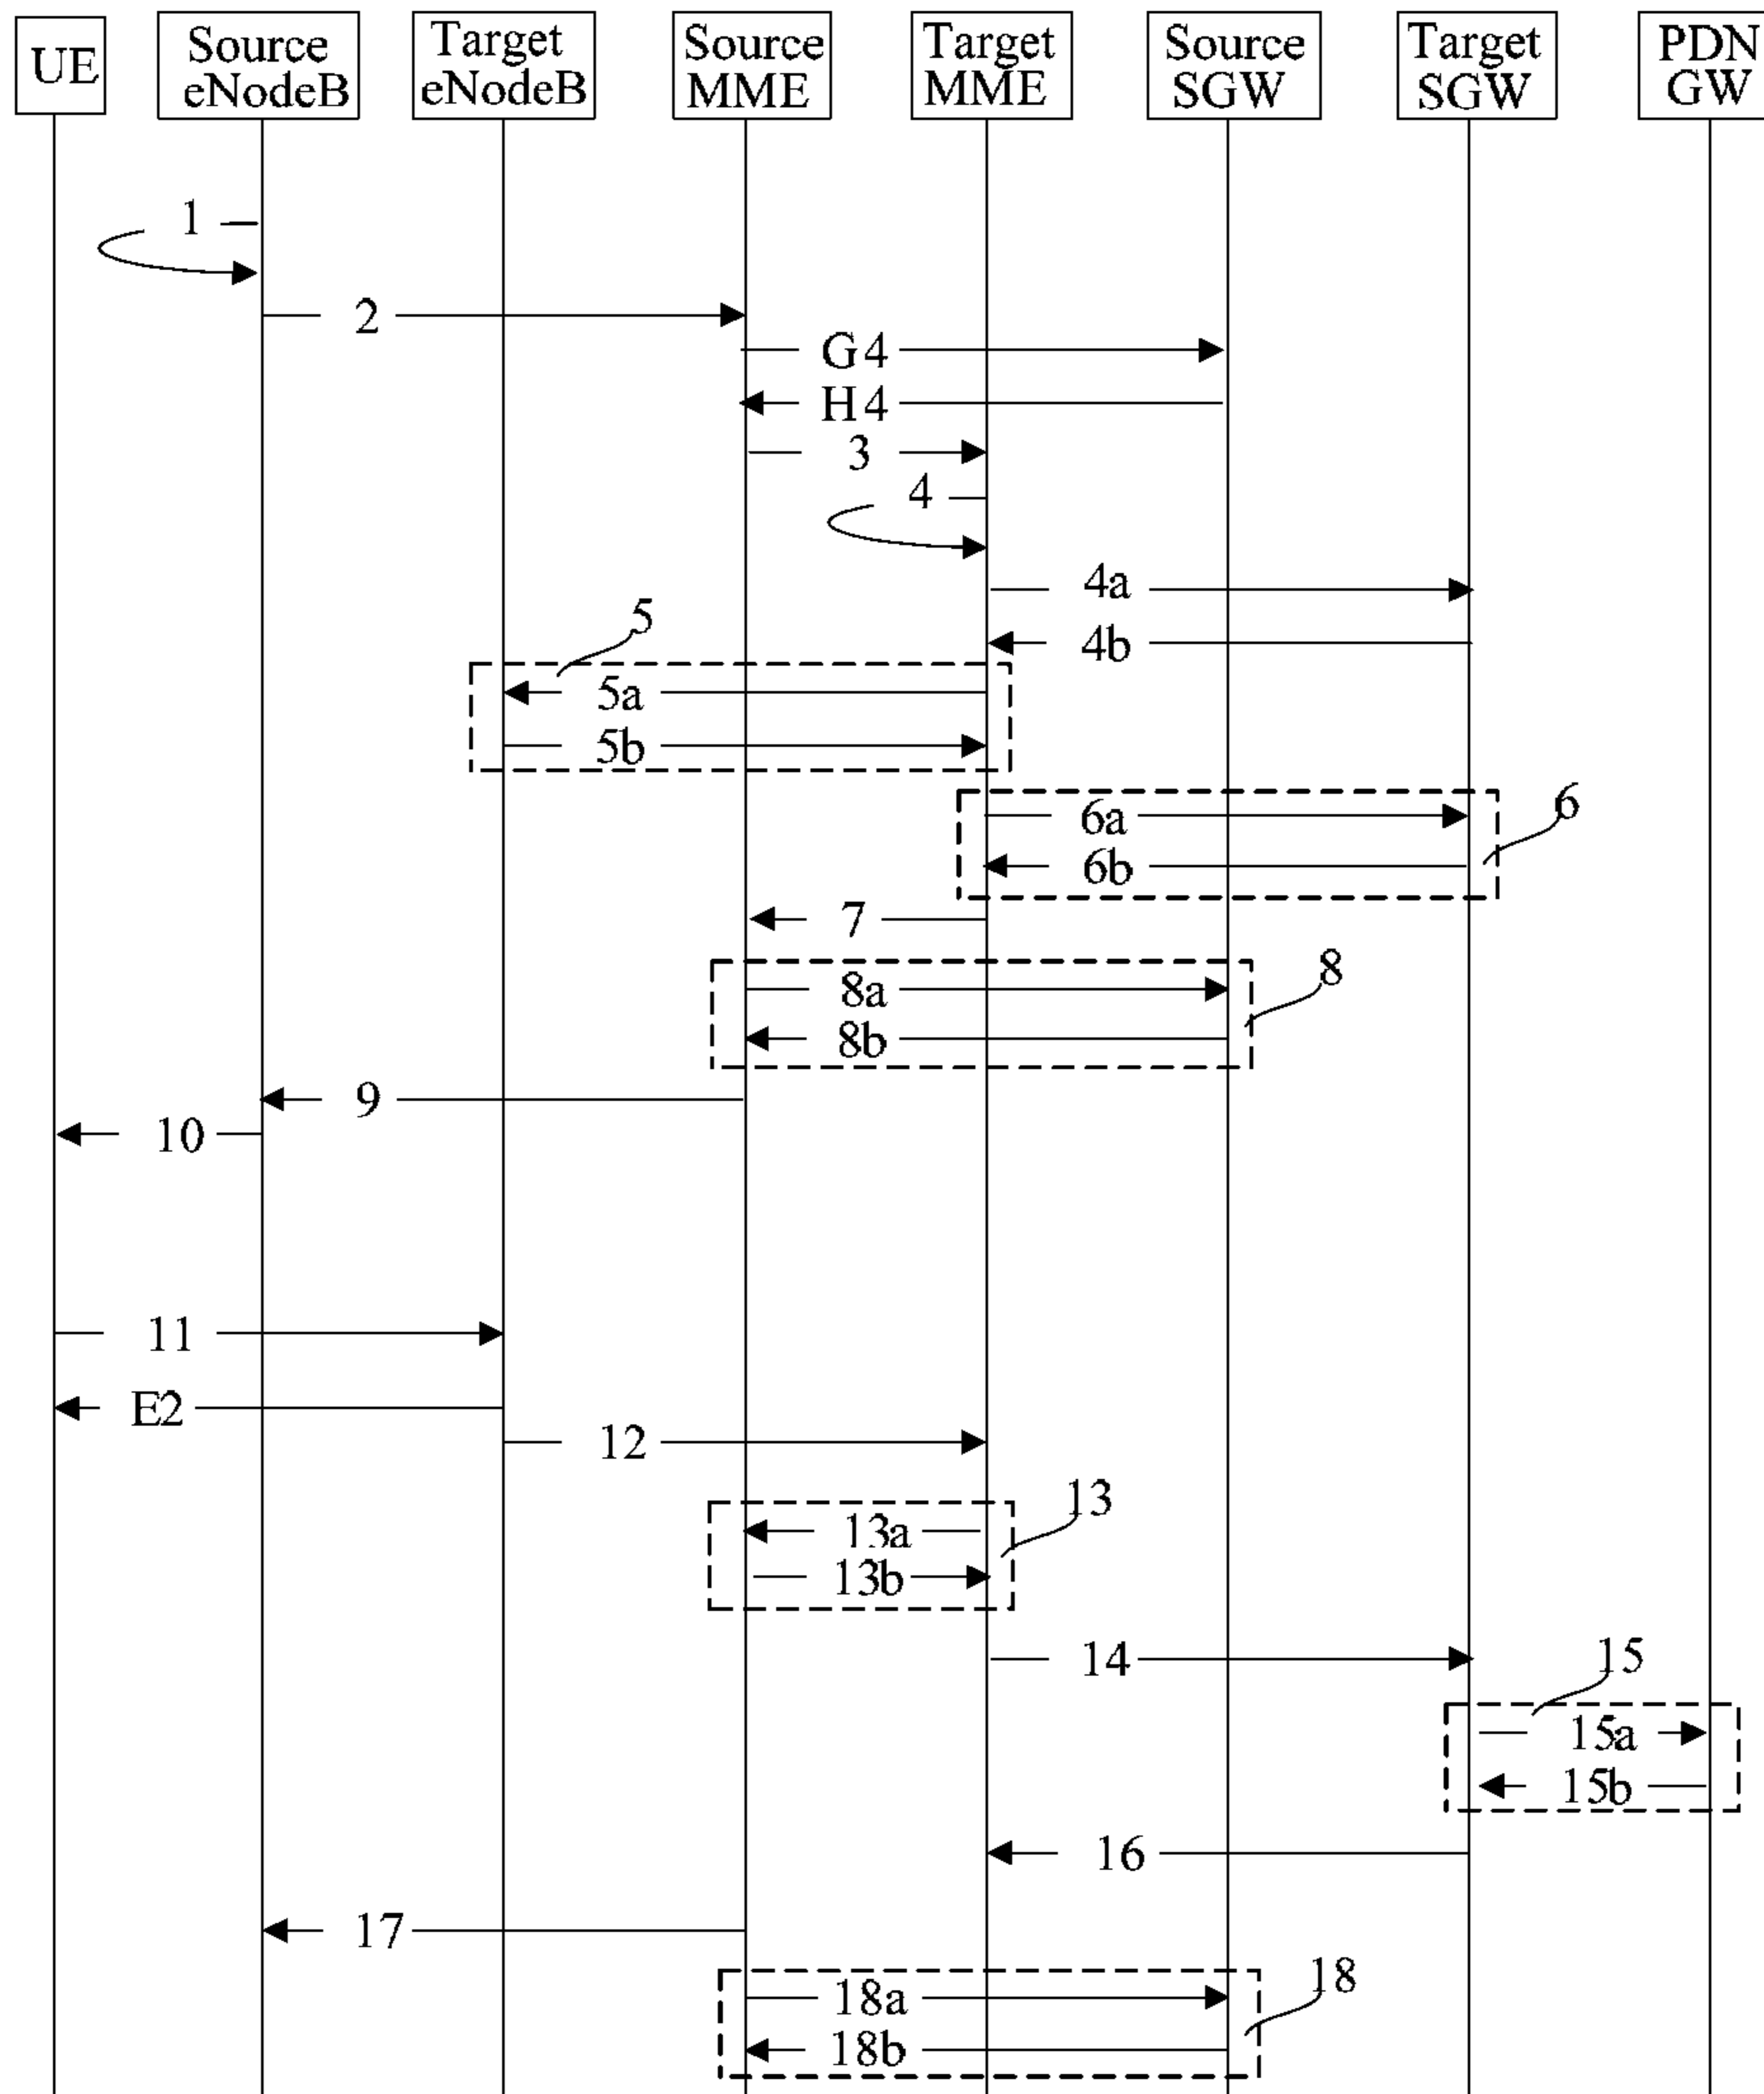 UE
Source
eNodeB
Target
eNodeB
Source
MME
Target
MME
Source
SGW
Target
SGW
PDN
GW
1
2
G4
H4
3
4
4a
4b
5
5a
5b
6
6a
6b
7
8
8a
8b
9
10
11
E2
12
13
13a
13b
14
15
15a
15b
16
17
18
18a
18b